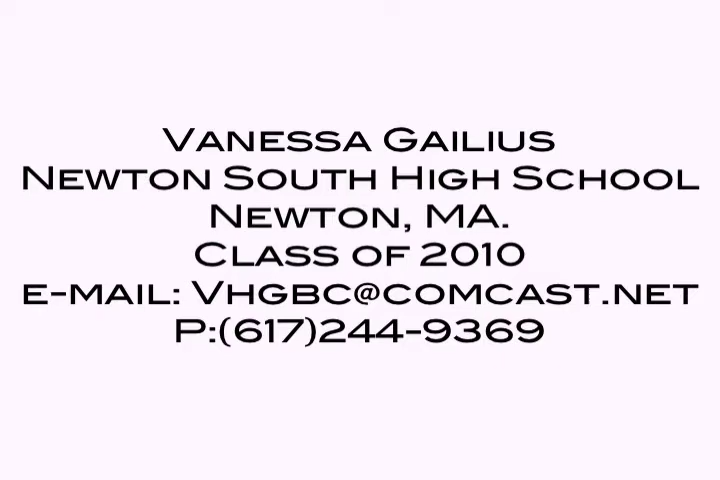 Vanessa Gailius
Newton South High School
Newton, MA.
Class of 2010
e-mail: Vhgbc@comcast.net
P:(617)244-9369